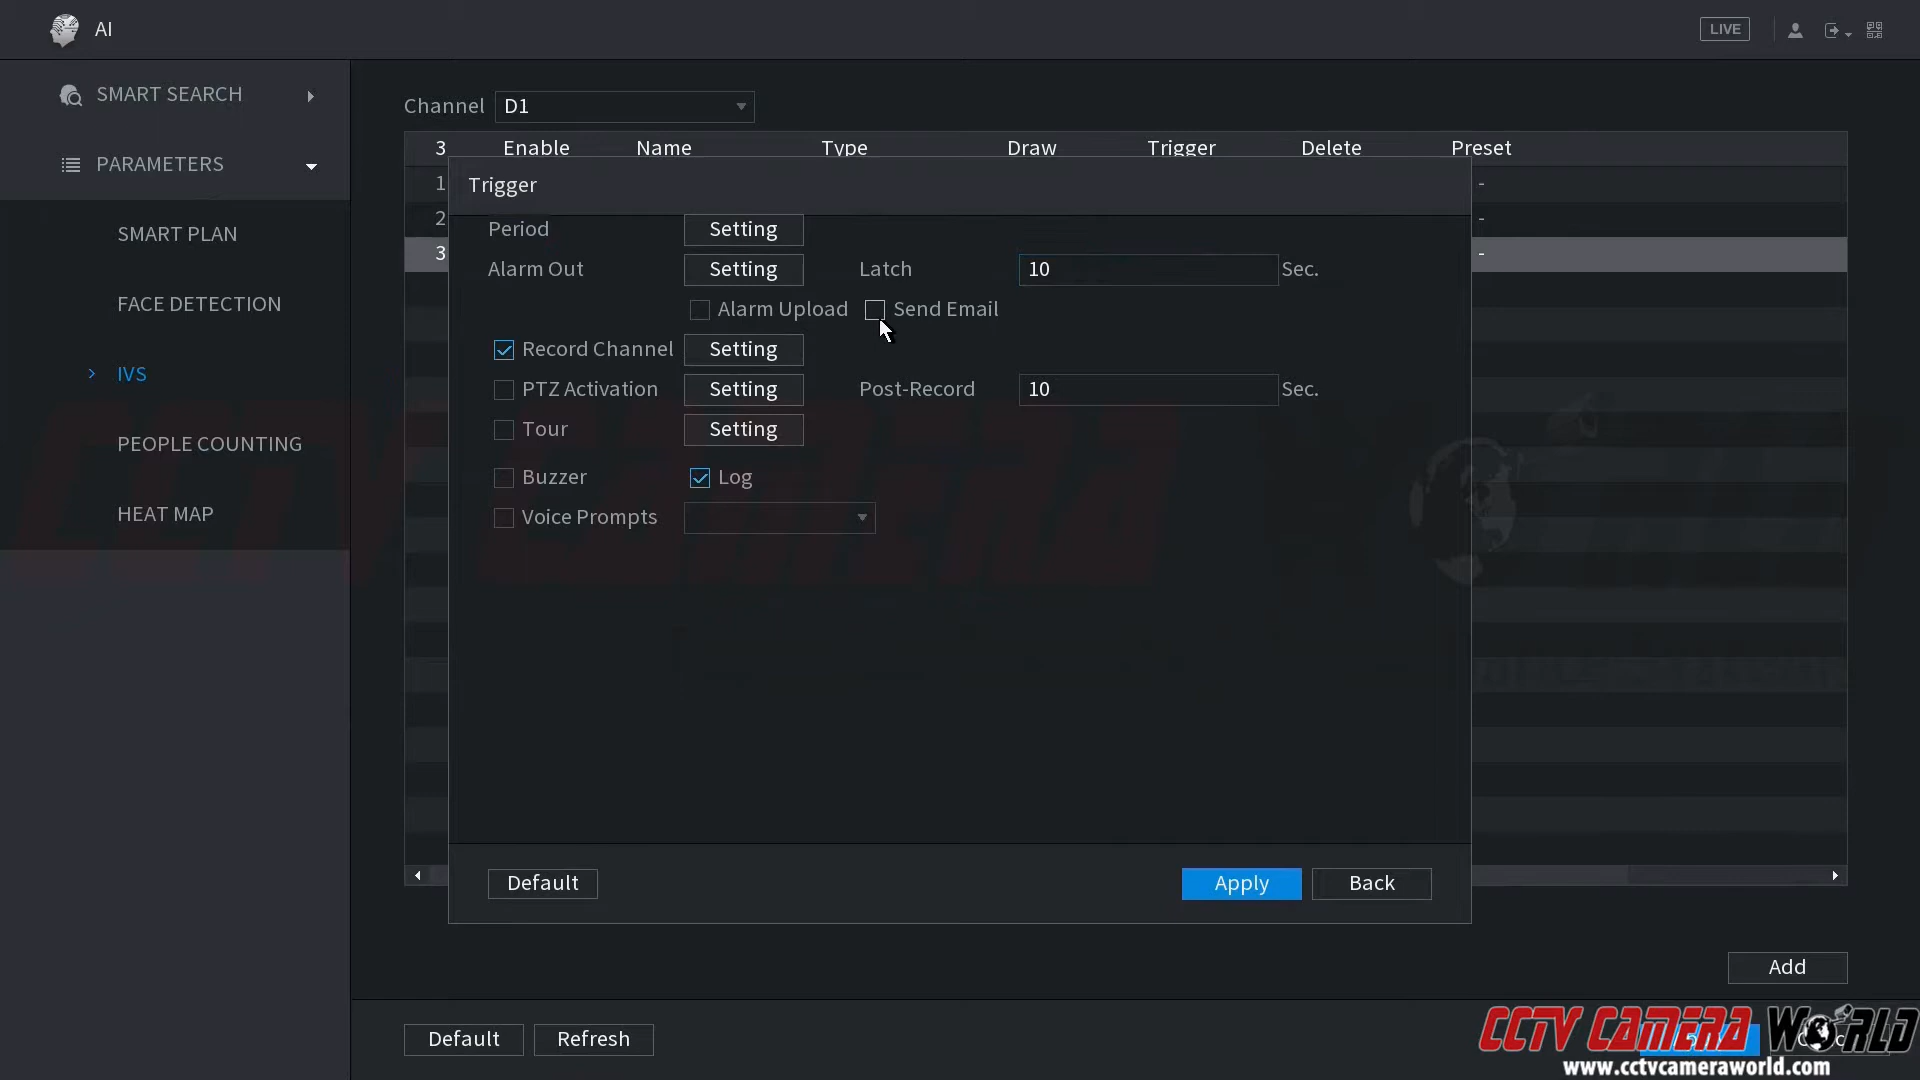 AI
LIVE
SMART SEARCH
PARAMETERS
SMART PLAN
FACE DETECTION
IVS
PEOPLE COUNTING
HEAT MAP
Channel D1
3 Enable Name Type Draw Trigger Delete Preset
1 -
2 -
3 -
Trigger
Period Setting
Alarm Out Setting Latch 10 Sec.
Alarm Upload Send Email
Record Channel Setting
PTZ Activation Setting Post-Record 10 Sec.
Tour Setting
Buzzer Log
Voice Prompts
Default Apply Back
Add
Default Refresh
CCTV CAMERA WORLD
www.cctvcameraworld.com